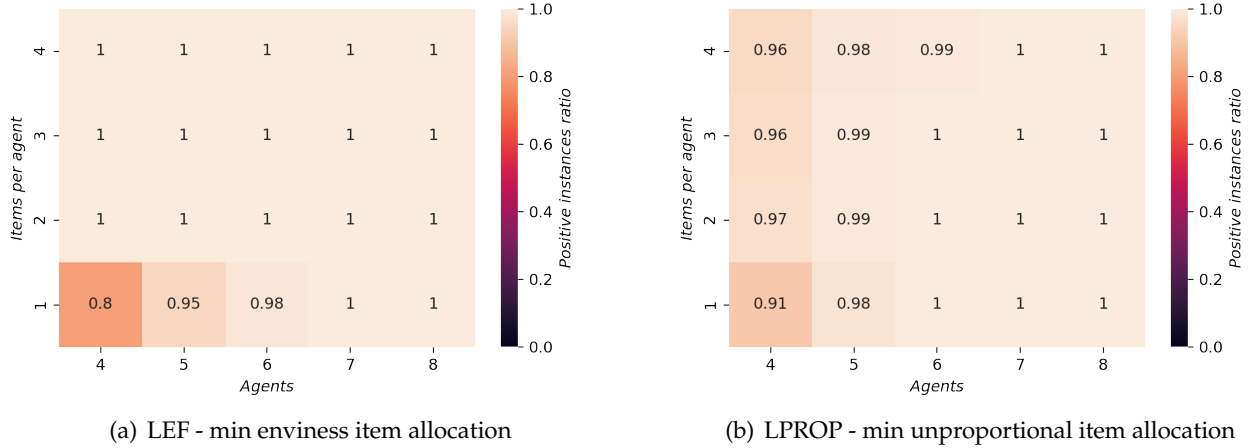 4 1 1 1 1 1
3 1 1 1 1 1
2 1 1 1 1 1
1 0.8 0.95 0.98 1 1
4 5 6 7 8
Agents
Items per agent
1.0
0.8
0.6
0.4
0.2
0.0
Positive instances ratio
(a) LEF - min enviness item allocation
4 0.96 0.98 0.99 1 1
3 0.96 0.99 1 1 1
2 0.97 0.99 1 1 1
1 0.91 0.98 1 1 1
4 5 6 7 8
Agents
Items per agent
1.0
0.8
0.6
0.4
0.2
0.0
Positive instances ratio
(b) LPROP - min unproportional item allocation